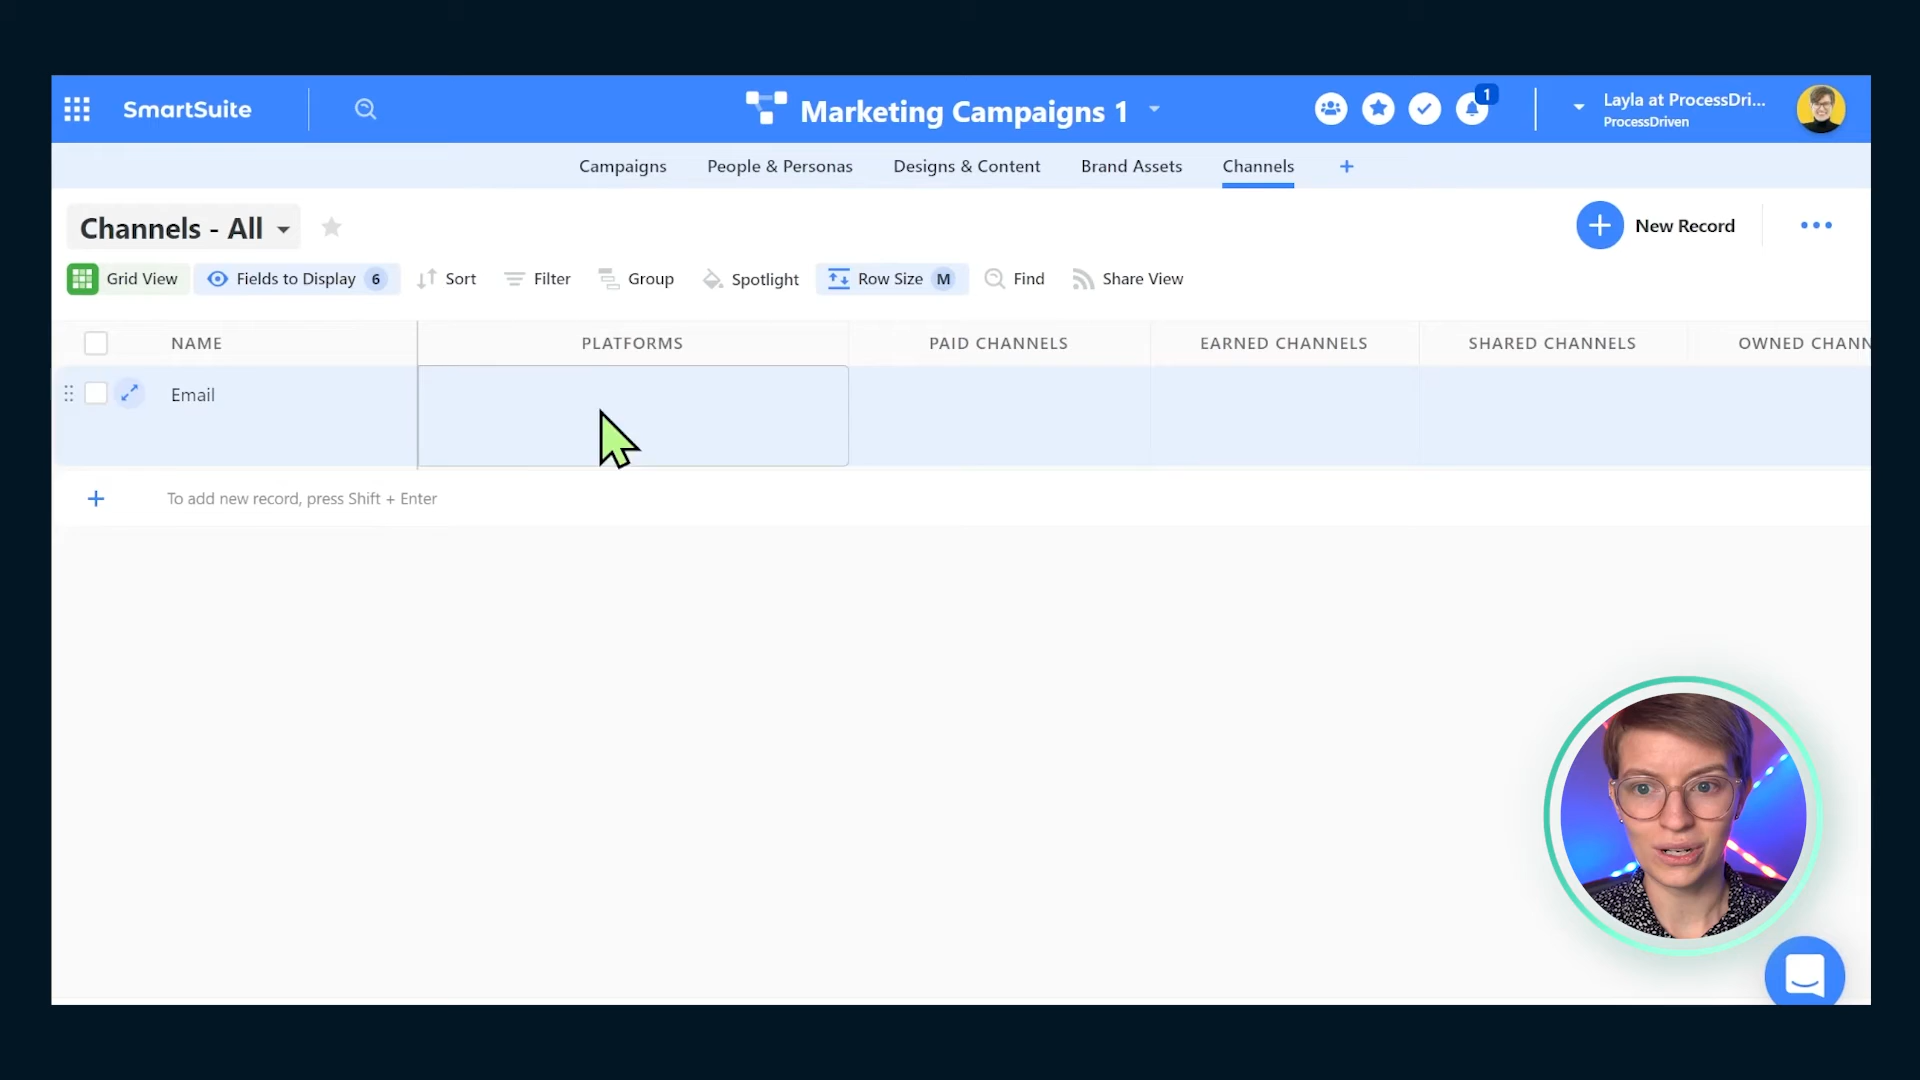 SmartSuite
Marketing Campaigns 1
1
Layla at ProcessDri...
ProcessDriven
Campaigns
People & Personas
Designs & Content
Brand Assets
Channels
+
Channels - All
New Record
Grid View
Fields to Display 6
Sort
Filter
Group
Spotlight
Row Size M
Find
Share View
NAME
PLATFORMS
PAID CHANNELS
EARNED CHANNELS
SHARED CHANNELS
OWNED CHANN
Email
+ To add new record, press Shift + Enter